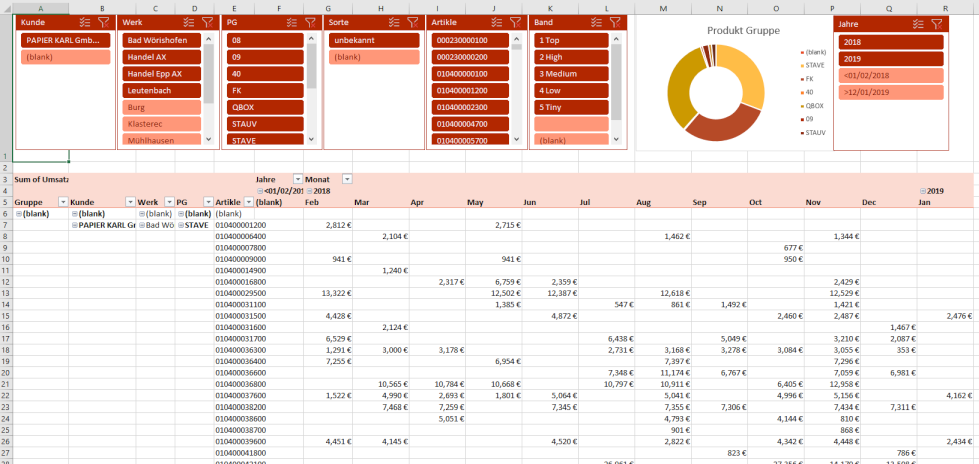 A B C D E F G H I J K L M N O P Q R
Kunde
PAPIER KARL Gmb...
(blank)
Werk
Bad Wörishofen
Handel AX
Handel Epp AX
Leutenbach
Burg
Klasterec
Mühlhausen
PG
08
09
40
FK
QBOX
STAUV
STAVE
Sorte
unbekannt
(blank)
Artikle
000230000100
000230000200
010400000100
010400001200
010400002300
010400004700
010400005700
Band
1 Top
2 High
3 Medium
4 Low
5 Tiny
(blank)
Produkt Gruppe
(blank)
STAVE
FK
40
QBOX
09
STAUV
Jahre
2018
2019
<01/02/2018
>12/01/2019
1
2
3 Sum of Umsatz Jahre Monat
4 <01/02/201 2018 2019
5 Gruppe Kunde Werk PG Artikle (blank) Feb Mar Apr May Jun Jul Aug Sep Oct Nov Dec Jan
6 (blank) (blank) (blank) (blank) (blank)
7 PAPIER KARL Gr Bad Wö STAVE 010400001200 2,812 € 2,715 €
8 010400006400 2,104 € 1,462 € 1,344 €
9 010400007800 677 €
10 010400009000 941 € 941 € 950 €
11 010400014900 1,240 €
12 010400016800 2,317 € 6,759 € 2,359 € 2,429 €
13 010400029500 13,322 € 12,502 € 12,387 € 12,618 € 12,529 €
14 010400031100 1,385 € 547 € 861 € 1,492 € 1,421 €
15 010400031500 4,428 € 4,872 € 2,460 € 2,487 € 2,476 €
16 010400031600 2,124 € 1,467 €
17 010400031700 6,529 € 6,438 € 5,049 € 3,210 € 2,087 €
18 010400036300 1,291 € 3,000 € 3,178 € 2,731 € 3,168 € 3,278 € 3,084 € 3,055 € 353 €
19 010400036400 7,255 € 6,954 € 7,397 € 7,296 €
20 010400036600 7,348 € 11,174 € 6,767 € 7,059 € 6,981 €
21 010400036800 10,565 € 10,784 € 10,668 € 10,797 € 10,911 € 6,405 € 12,958 €
22 010400037600 1,522 € 4,990 € 2,693 € 1,801 € 5,064 € 5,041 € 4,996 € 5,156 € 4,162 €
23 010400038200 7,468 € 7,259 € 7,345 € 7,355 € 7,306 € 7,434 € 7,311 €
24 010400038600 5,051 € 4,793 € 4,144 € 810 €
25 010400038700 901 € 868 €
26 010400039600 4,451 € 4,145 € 4,520 € 2,822 € 4,342 € 4,448 € 2,434 €
27 010400041800 823 € 786 €